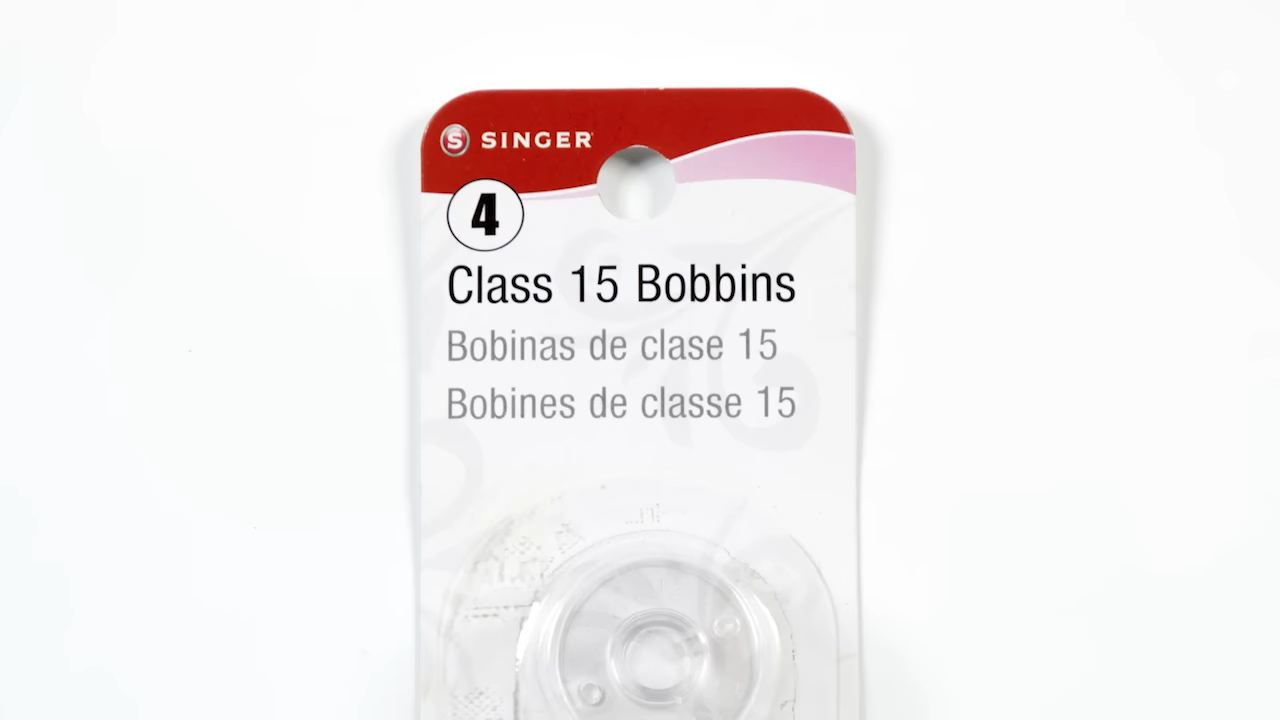 S SINGER
4
Class 15 Bobbins
Bobinas de clase 15
Bobines de classe 15